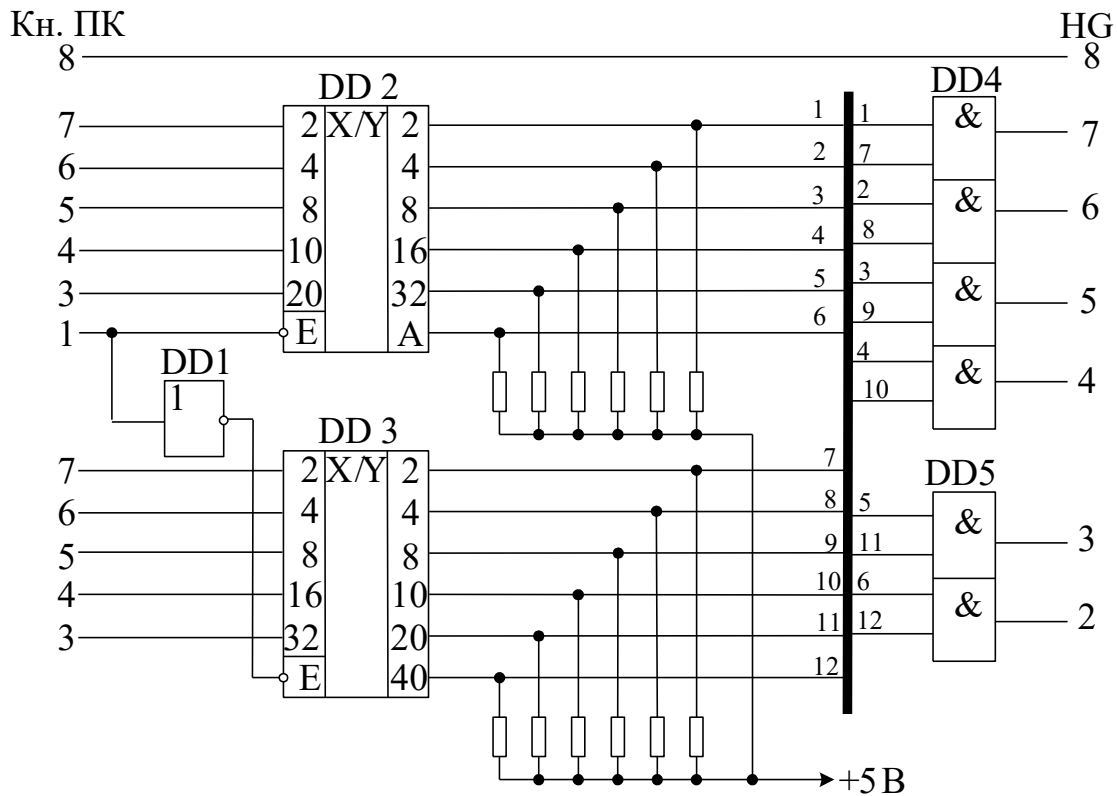 Кн. ПК HG
8 8
DD 2 DD4
7 2 X/Y 2 1 1 & 7
6 4 4 2 7
5 8 8 3 2 & 6
4 10 16 4 8
3 20 32 5 3 & 5
1 E A 6 9
DD1 4 & 4
1 10
DD 3
7 2 X/Y 2 7 DD5
6 4 4 8 5 &
5 8 8 9 11 3
4 16 10 10 6 &
3 32 20 11 12 2
E 40 12
+5 В